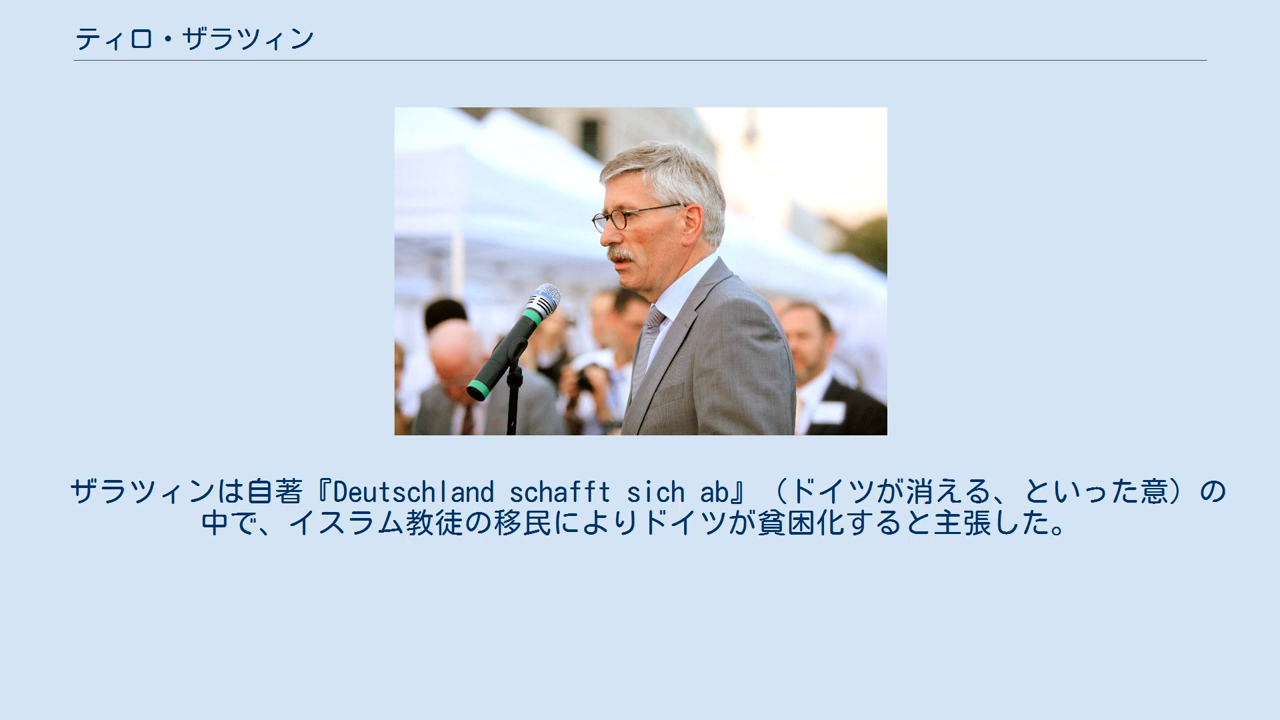 ティロ・ザラツィン
ザラツィンは自著『Deutschland schafft sich ab』（ドイツが消える、といった意）の
中で、イスラム教徒の移民によりドイツが貧困化すると主張した。